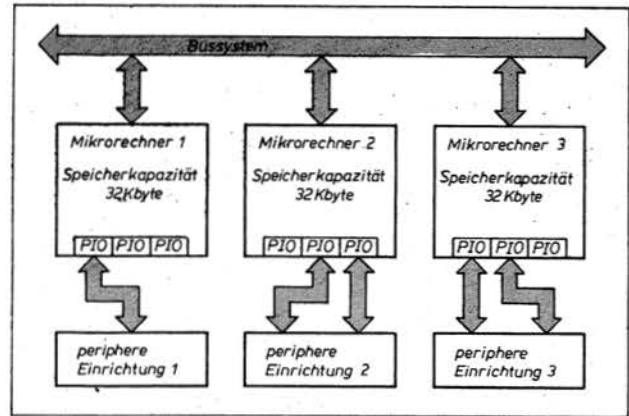 Bussystem
Mikrorechner 1
Speicherkapazität
32 Kbyte
PIO PIO PIO
Mikrorechner 2
Speicherkapazität
32 Kbyte
PIO PIO PIO
Mikrorechner 3
Speicherkapazität
32 Kbyte
PIO PIO PIO
periphere
Einrichtung 1
periphere
Einrichtung 2
periphere
Einrichtung 3